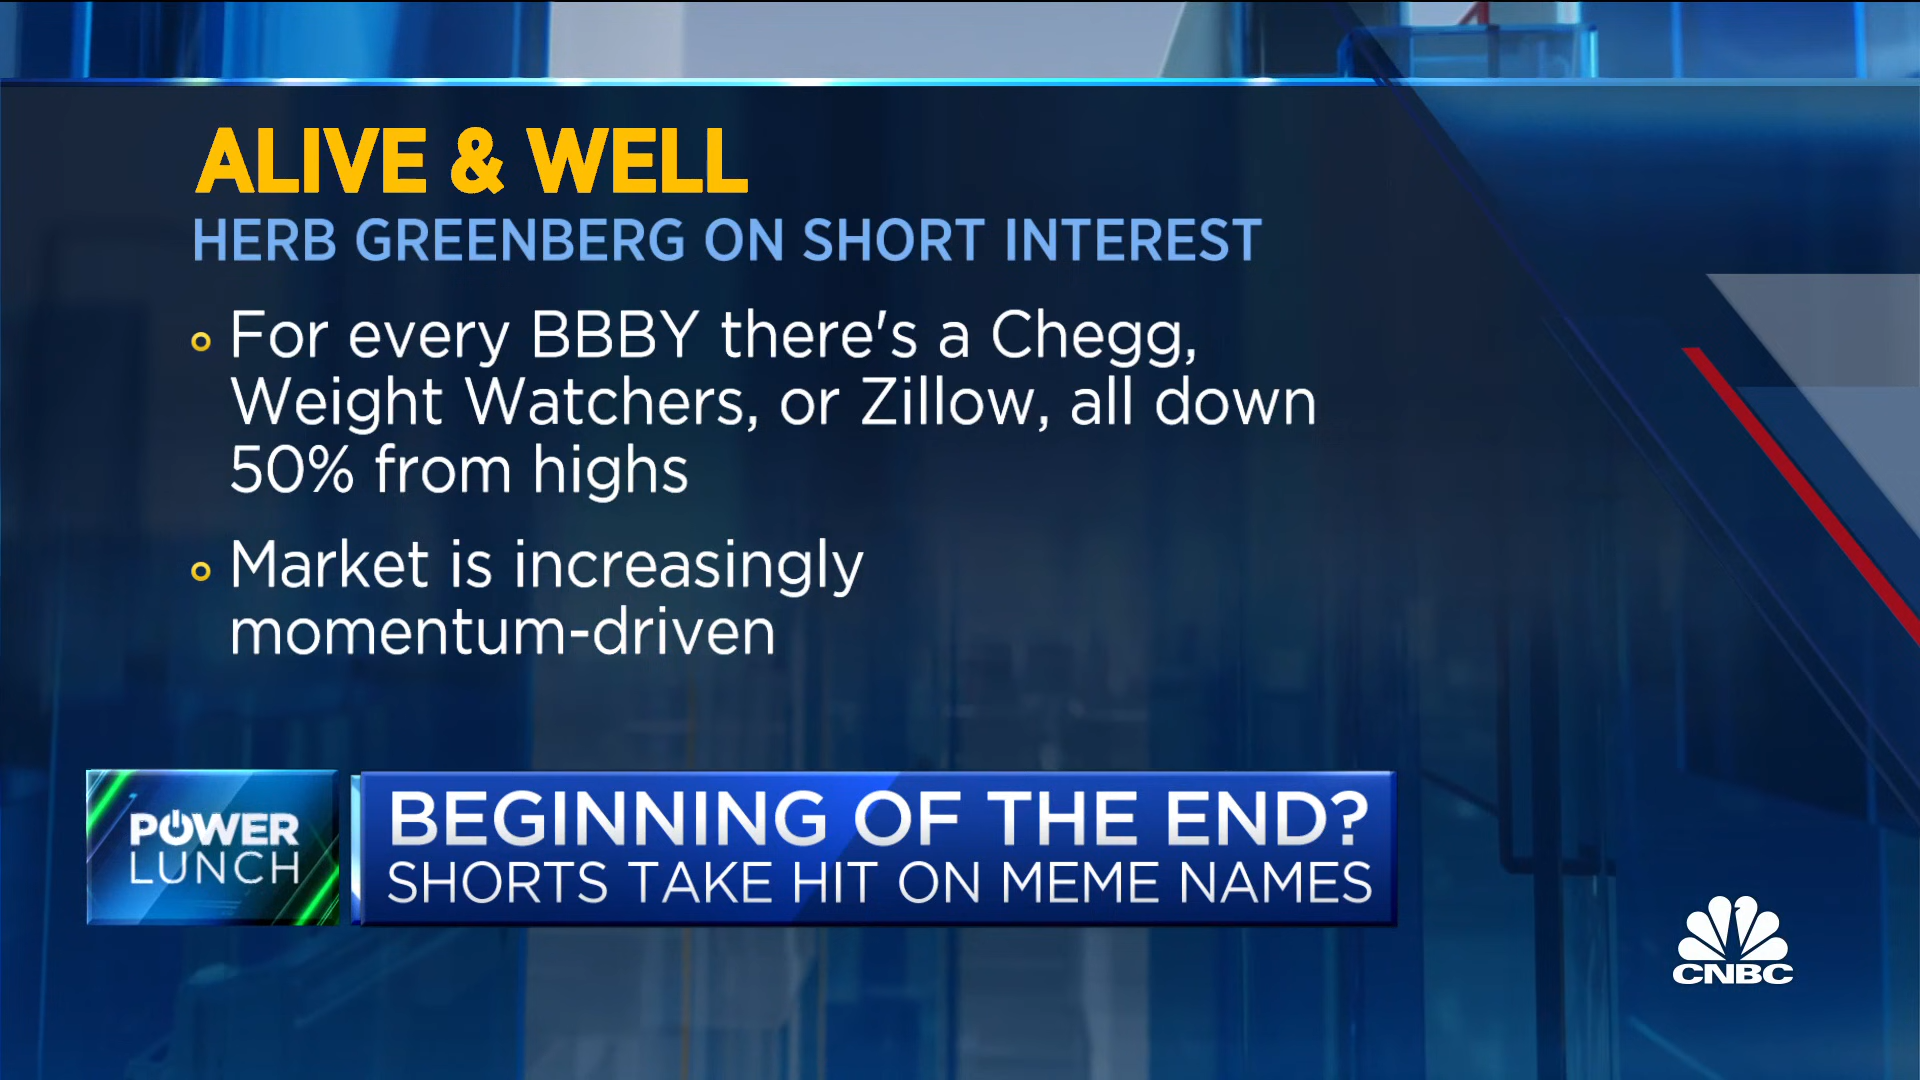 ALIVE & WELL
HERB GREENBERG ON SHORT INTEREST
For every BBBY there's a Chegg,
Weight Watchers, or Zillow, all down
50% from highs
Market is increasingly
momentum-driven
POWER
LUNCH
BEGINNING OF THE END?
SHORTS TAKE HIT ON MEME NAMES
CNBC